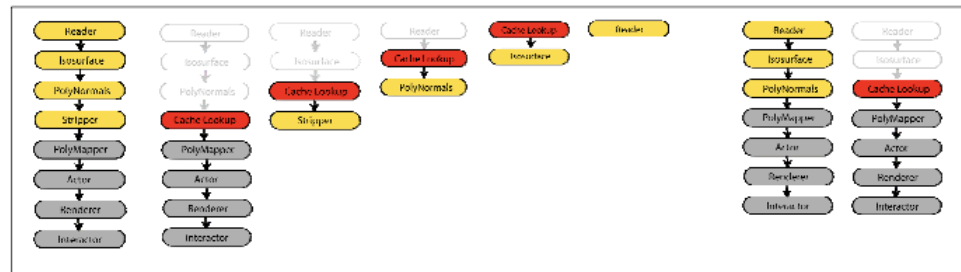 Reader
Isosurface
PolyNormals
Stripper
PolyMapper
Actor
Renderer
Interactor
Reader
Isosurface
PolyNormals
Cache Lookup
PolyMapper
Actor
Renderer
Interactor
Reader
Isosurface
Cache Lookup
Stripper
Reader
Cache Lookup
PolyNormals
Cache Lookup
Isosurface
Reader
Reader
Isosurface
PolyNormals
PolyMapper
Actor
Renderer
Interactor
Reader
Isosurface
Cache Lookup
PolyMapper
Actor
Renderer
Interactor